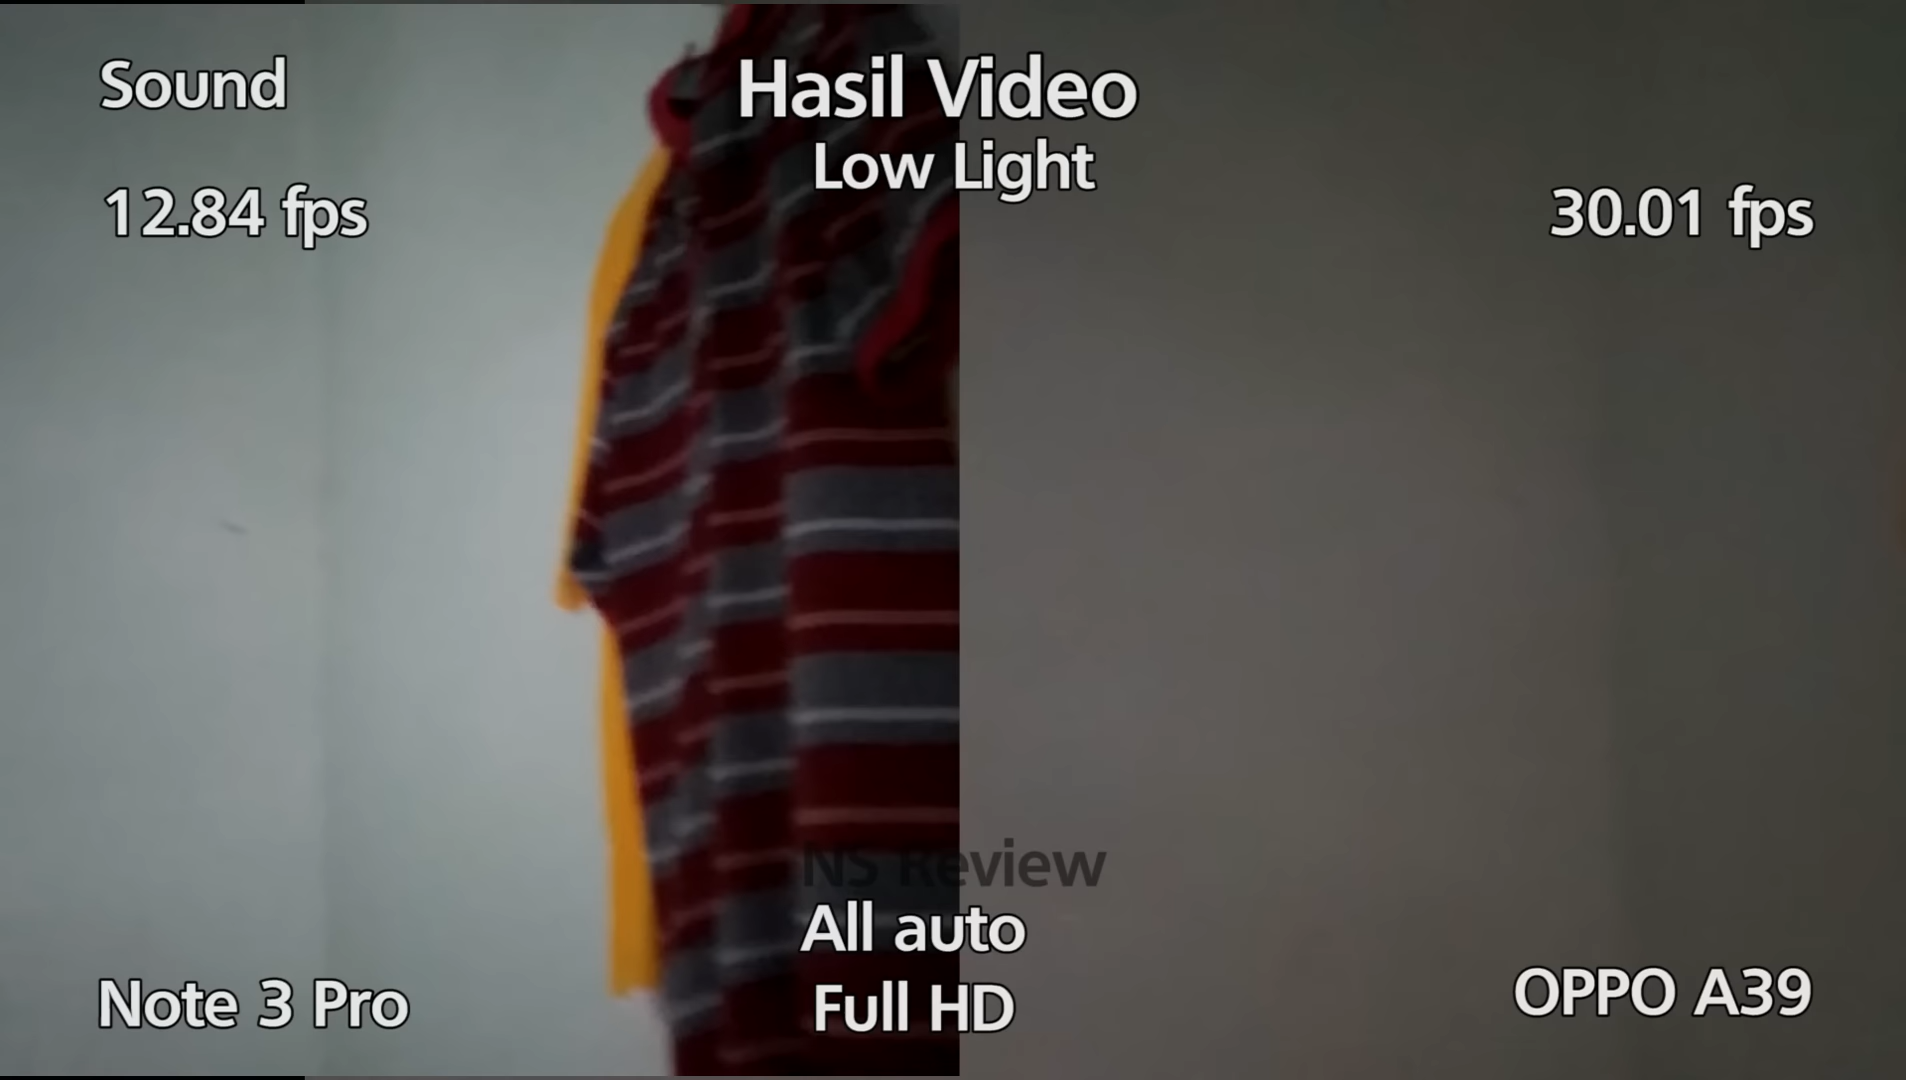 Sound
Hasil Video
Low Light
12.84 fps
30.01 fps
NS Review
All auto
Full HD
Note 3 Pro
OPPO A39